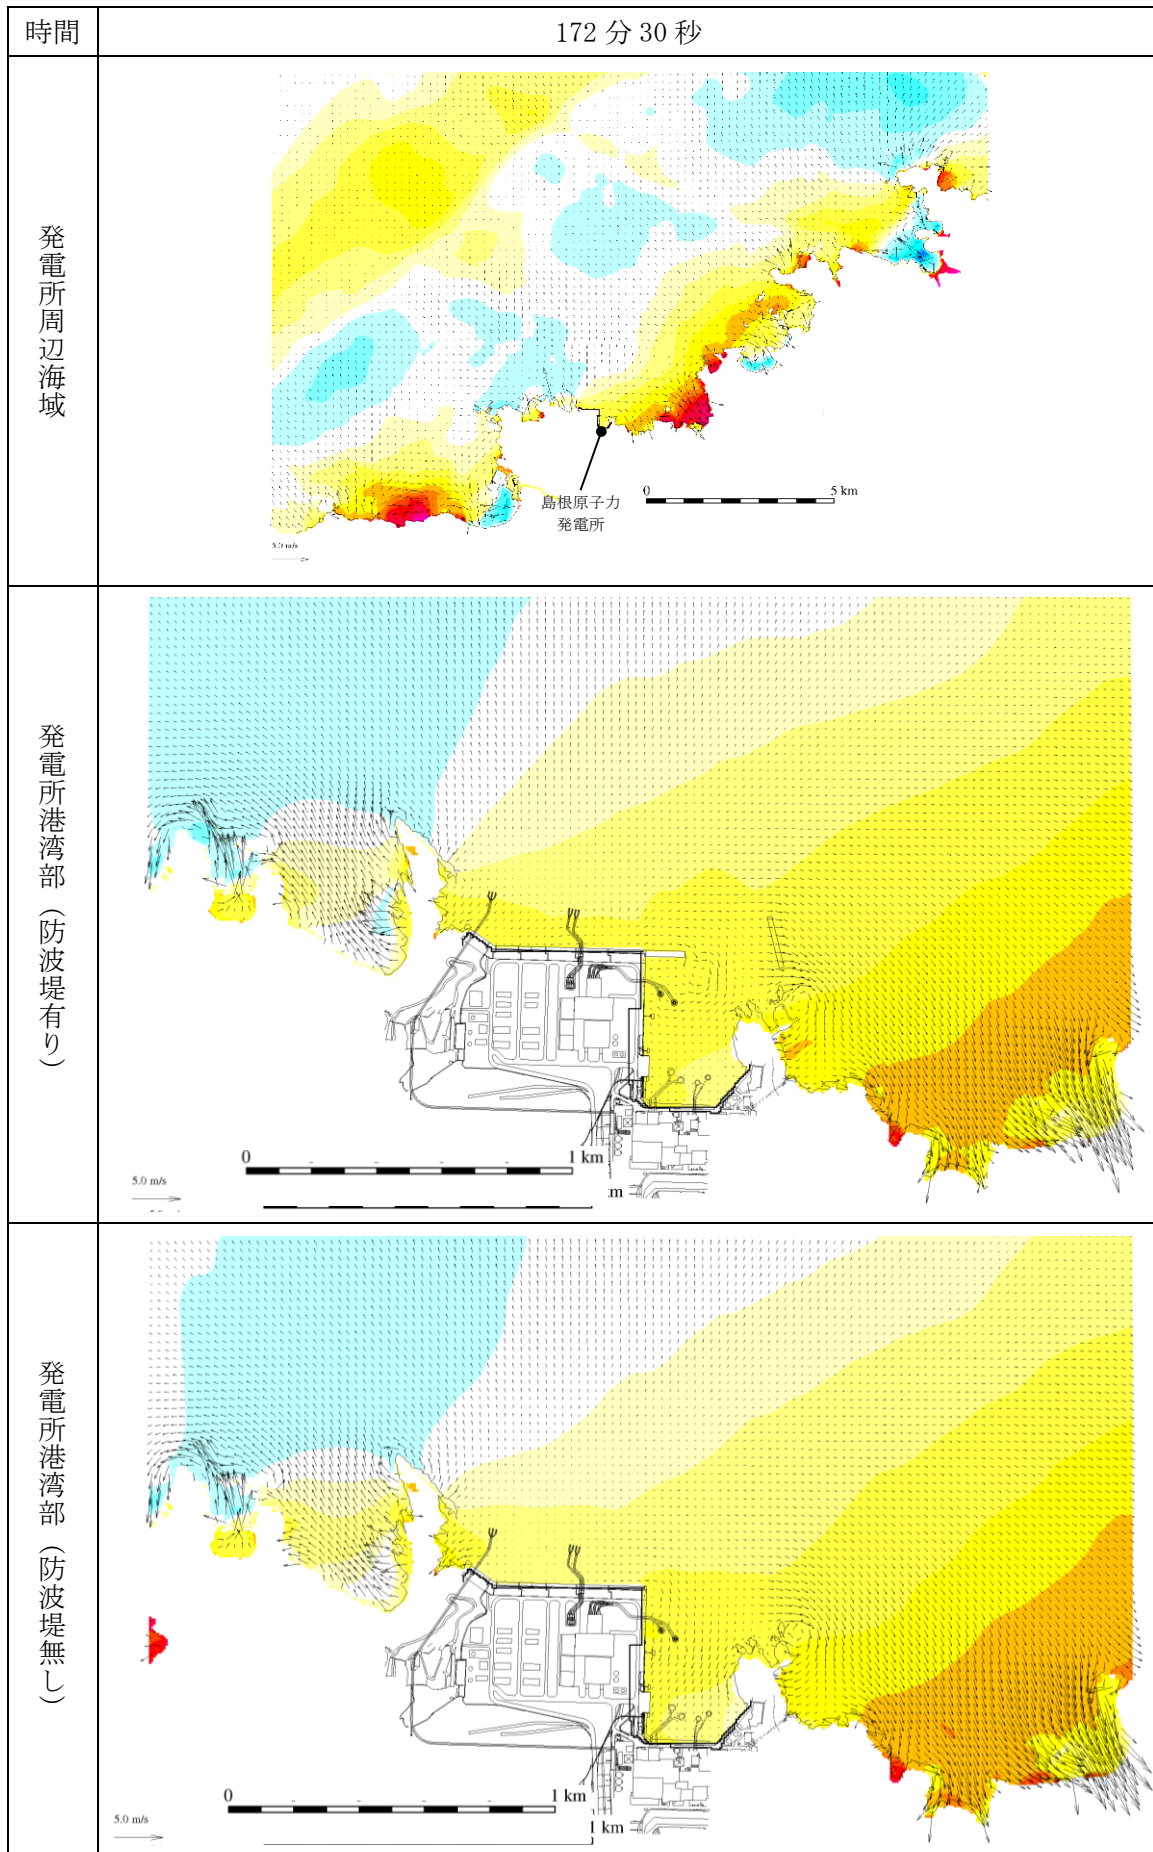 時間
172 分 30 秒
発電所周辺海域
島根原子力
発電所
0
5 km
5.0 m/s
発電所港湾部（防波堤有り）
0
1 km
5.0 m/s
発電所港湾部（防波堤無し）
0
1 km
1 km
5.0 m/s